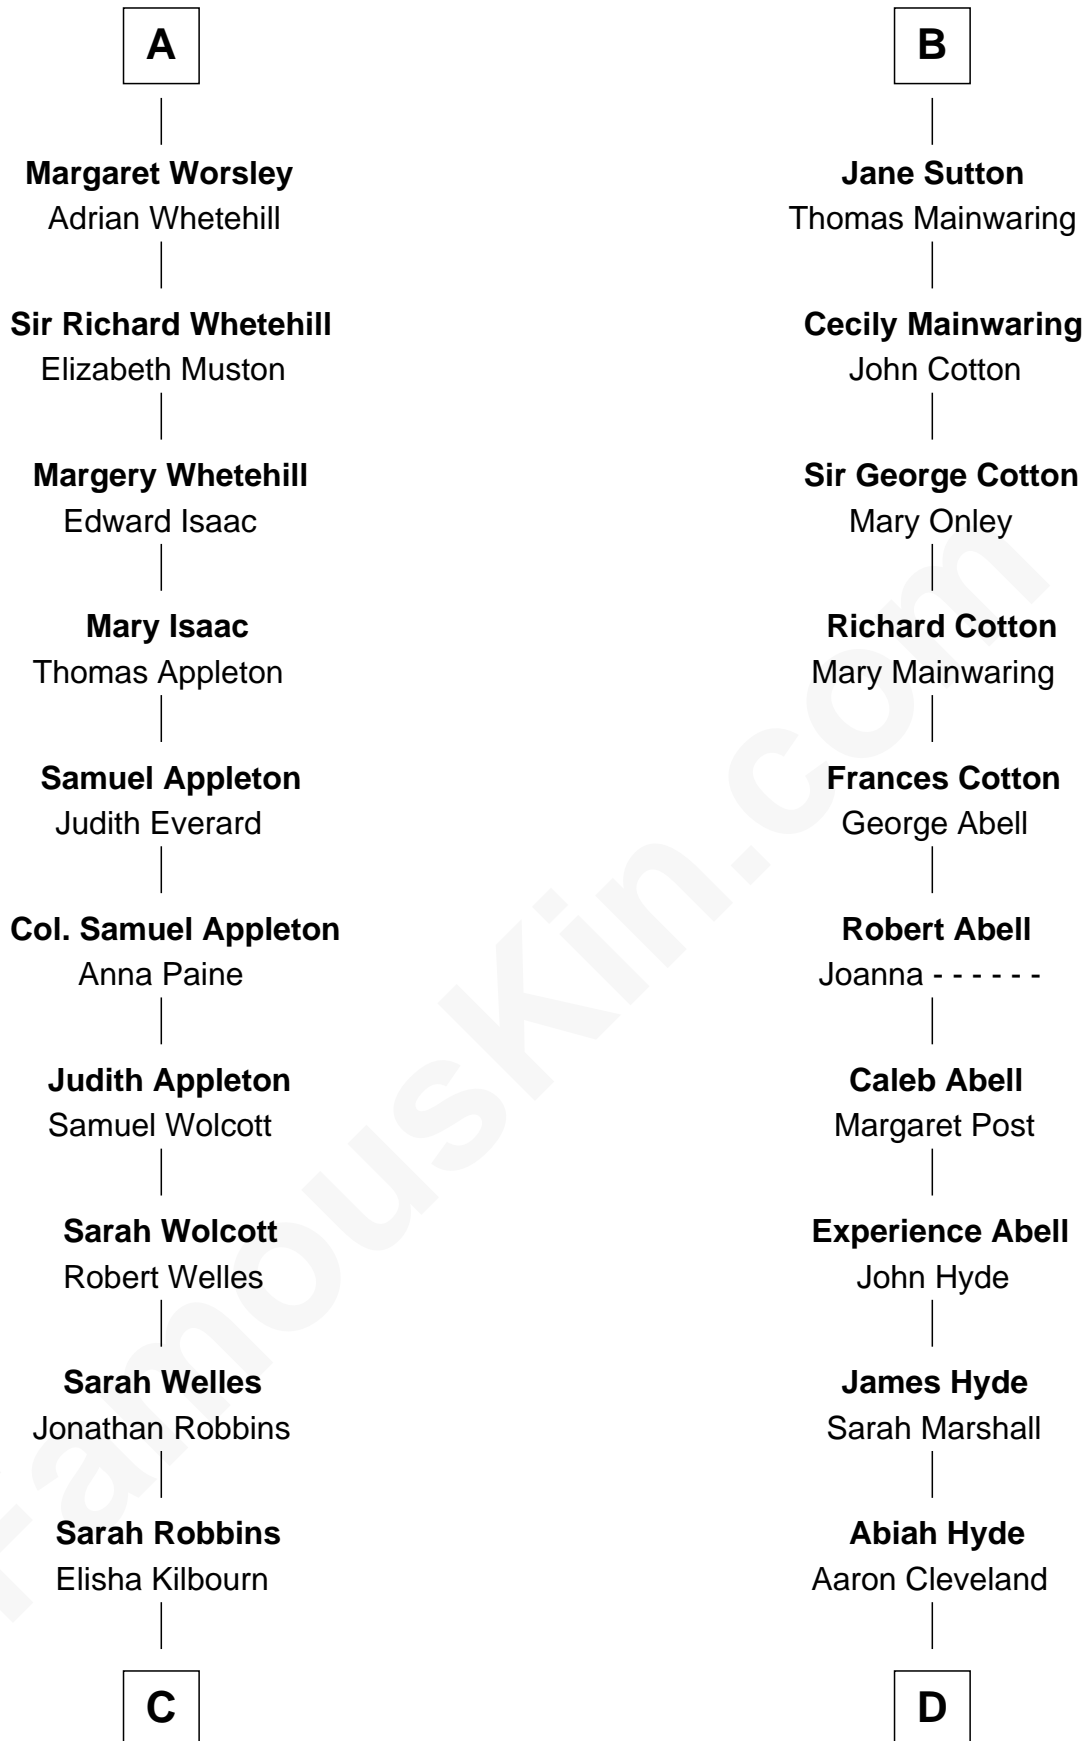 A
Margaret Worsley
Adrian Whetehill
Sir Richard Whetehill
Elizabeth Muston
Margery Whetehill
Edward Isaac
Mary Isaac
Thomas Appleton
Samuel Appleton
Judith Everard
Col. Samuel Appleton
Anna Paine
Judith Appleton
Samuel Wolcott
Sarah Wolcott
Robert Welles
Sarah Welles
Jonathan Robbins
Sarah Robbins
Elisha Kilbourn
C
B
Jane Sutton
Thomas Mainwaring
Cecily Mainwaring
John Cotton
Sir George Cotton
Mary Onley
Richard Cotton
Mary Mainwaring
Frances Cotton
George Abell
Robert Abell
Joanna - - - - - -
Caleb Abell
Margaret Post
Experience Abell
John Hyde
James Hyde
Sarah Marshall
Abiah Hyde
Aaron Cleveland
D
FamousKin.com